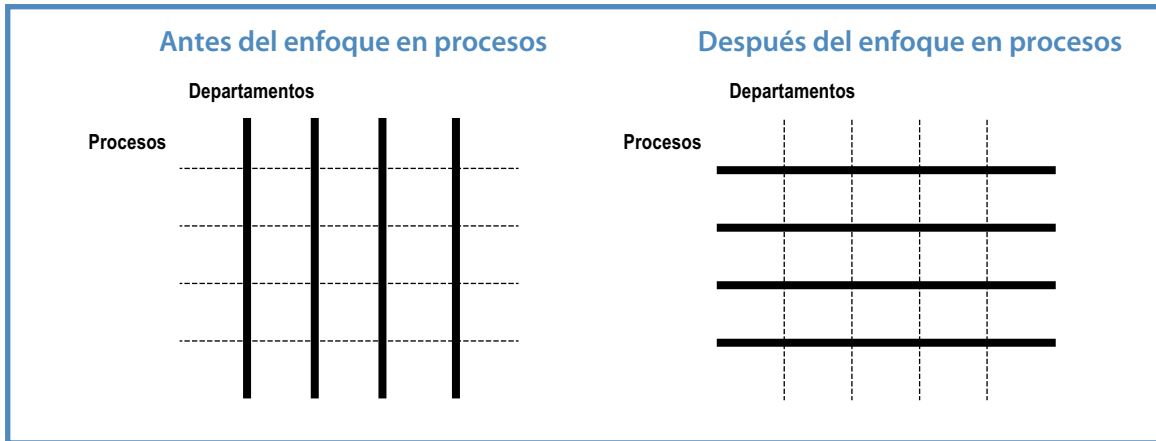 Antes del enfoque en procesos
Departamentos
Procesos
Después del enfoque en procesos
Departamentos
Procesos